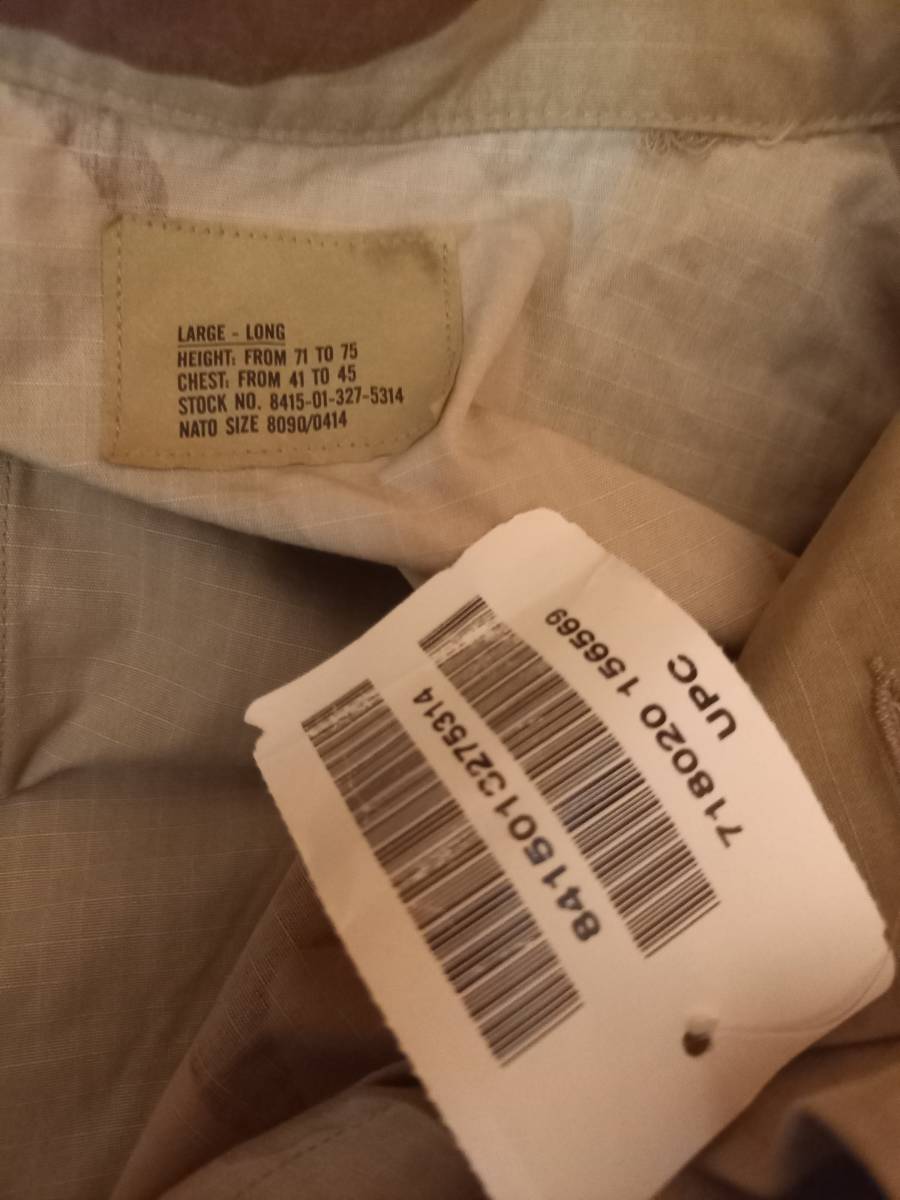 LARGE - LONG
HEIGHT: FROM 71 TO 75
CHEST: FROM 41 TO 45
STOCK NO. 8415-01-327-5314
NATO SIZE 8090/0414
8415013275314
718020 156569
UPC